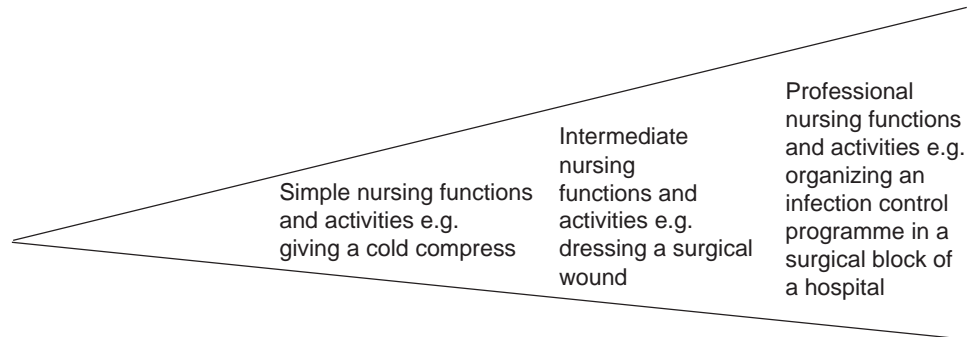 Simple nursing functions
and activities e.g.
giving a cold compress
Intermediate
nursing
functions and
activities e.g.
dressing a surgical
wound
Professional
nursing functions
and activities e.g.
organizing an
infection control
programme in a
surgical block of
a hospital